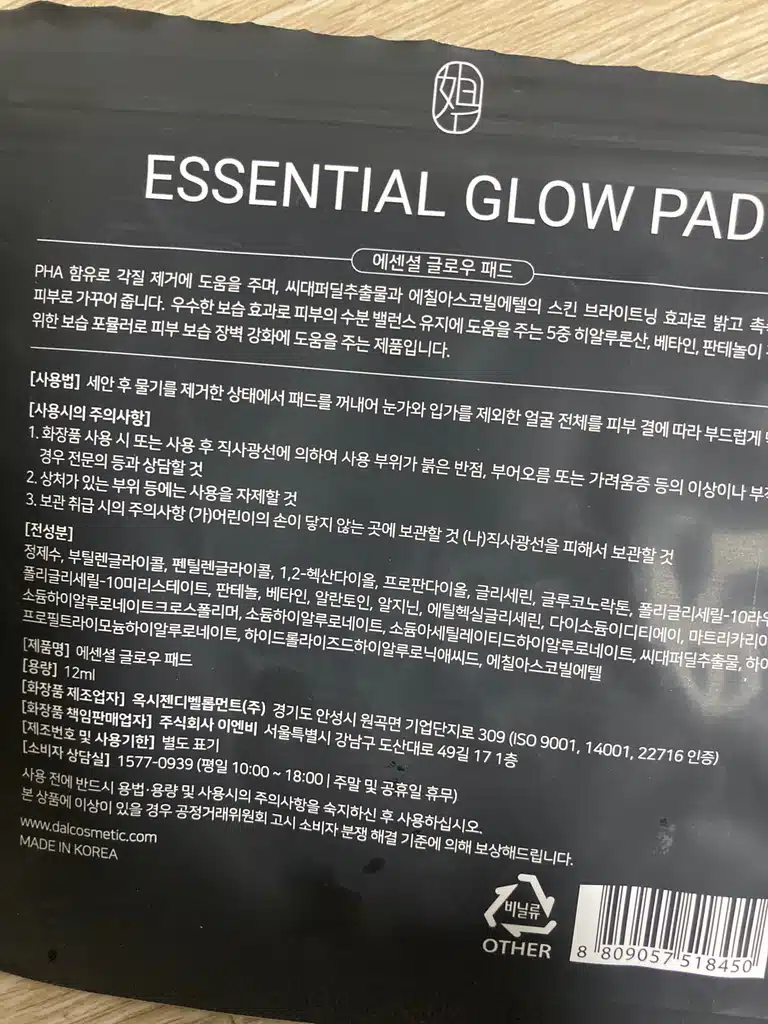 ESSENTIAL GLOW PAD
에센셜 글로우 패드
PHA 함유로 각질 제거에 도움을 주며, 씨대퍼딜추출물과 에칠아스코빌에텔의 스킨 브라이트닝 효과로 밝고
피부로 가꾸어 줍니다. 우수한 보습 효과로 피부의 수분 밸런스 유지에 도움을 주는 5중 히알루론산, 베타인, 판테놀이
위한 보습 포뮬러로 피부 보습 장벽 강화에 도움을 주는 제품입니다.
[사용법] 세안 후 물기를 제거한 상태에서 패드를 꺼내어 눈가와 입가를 제외한 얼굴 전체를 피부 결에 따라 부드럽게
[사용시의 주의사항]
1. 화장품 사용 시 또는 사용 후 직사광선에 의하여 사용 부위가 붉은 반점, 부어오름 또는 가려움증 등의 이상이나
경우 전문의 등과 상담할 것
2. 상처가 있는 부위 등에는 사용을 자제할 것
3. 보관 취급 시의 주의사항 (가)어린이의 손이 닿지 않는 곳에 보관할 것 (나)직사광선을 피해서 보관할 것
[전성분]
정제수, 부틸렌글라이콜, 펜틸렌글라이콜, 1,2-헥산다이올, 프로판다이올, 글리세린, 글루코노락톤, 폴리글리세릴-10라우
폴리글리세릴-10미리스테이트, 판테놀, 베타인, 알란토인, 알지닌, 에틸헥실글리세린, 다이소듐이디티에이, 마트리카리아
소듐하이알루로네이트크로스폴리머, 소듐하이알루로네이트, 소듐아세틸레이티드하이알루로네이트, 씨대퍼딜추출물, 하이
프로필트라이모늄하이알루로네이트, 하이드롤라이즈드하이알루로닉애씨드, 에칠아스코빌에텔
[제품명] 에센셜 글로우 패드
[용량] 12ml
[화장품 제조업자] 옥시젠디벨롭먼트(주) 경기도 안성시 원곡면 기업단지로 309 (ISO 9001, 14001, 22716 인증)
[화장품 책임판매업자] 주식회사 이엔비 서울특별시 강남구 도산대로 49길 17 1층
[제조번호 및 사용기한] 별도 표기
[소비자 상담실] 1577-0939 (평일 10:00 ~ 18:00 | 주말 및 공휴일 휴무)
사용 전에 반드시 용법·용량 및 사용시의 주의사항을 숙지하신 후 사용하십시오.
본 상품에 이상이 있을 경우 공정거래위원회 고시 소비자 분쟁 해결 기준에 의해 보상해드립니다.
www.dalcosmetic.com
MADE IN KOREA
비닐류
OTHER
8 809057 518450